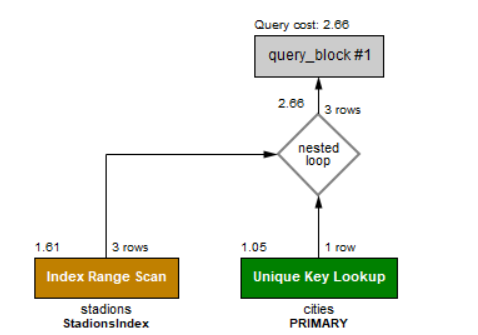 Query cost: 2.66
query_block #1
2.66
3 rows
nested
loop
1.61
3 rows
1.05
1 row
Index Range Scan
Unique Key Lookup
stadions
StadionsIndex
cities
PRIMARY